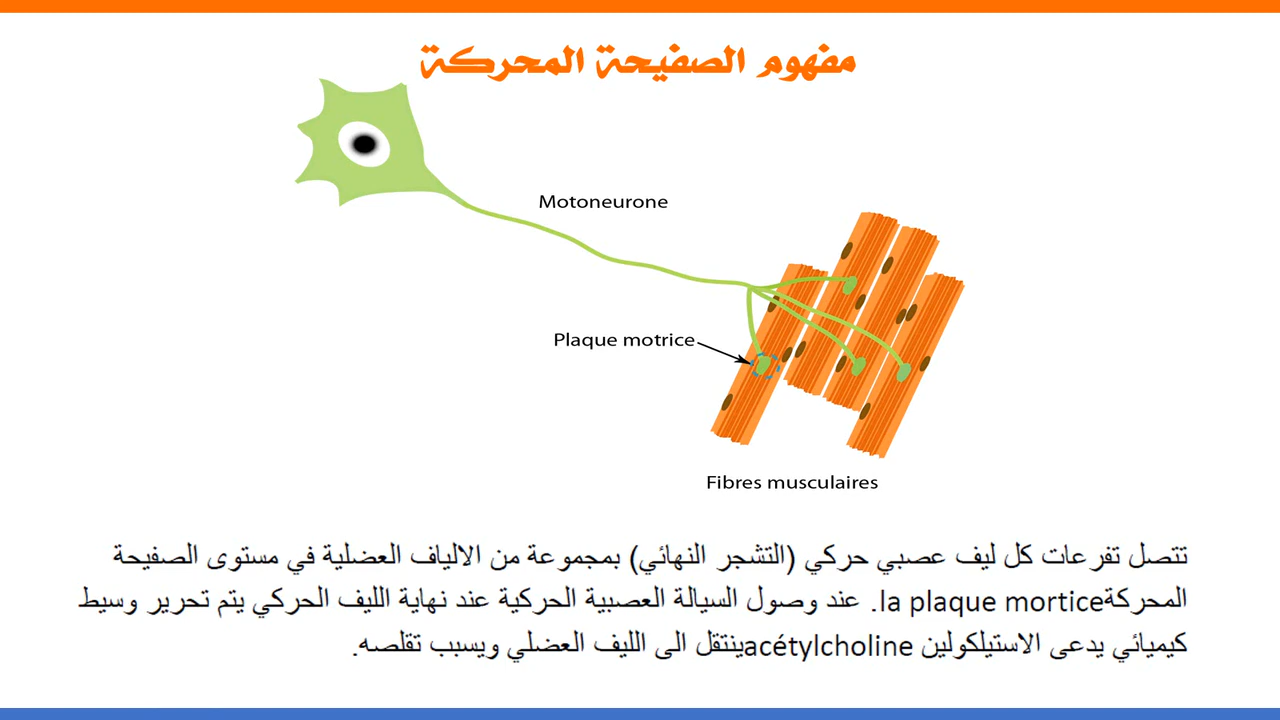 مفهوم الصفيحة المحركة
Motoneurone
Plaque motrice
Fibres musculaires
تتصل تفرعات كل ليف عصبي حركي (التشجر النهائي) بمجموعة من الالياف العضلية في مستوى الصفيحة
المحركةla plaque mortice. عند وصول السيالة العصبية الحركية عند نهاية الليف الحركي يتم تحرير وسيط
كيميائي يدعى الاستيلكولين acétylcholineينتقل الى الليف العضلي ويسبب تقلصه.